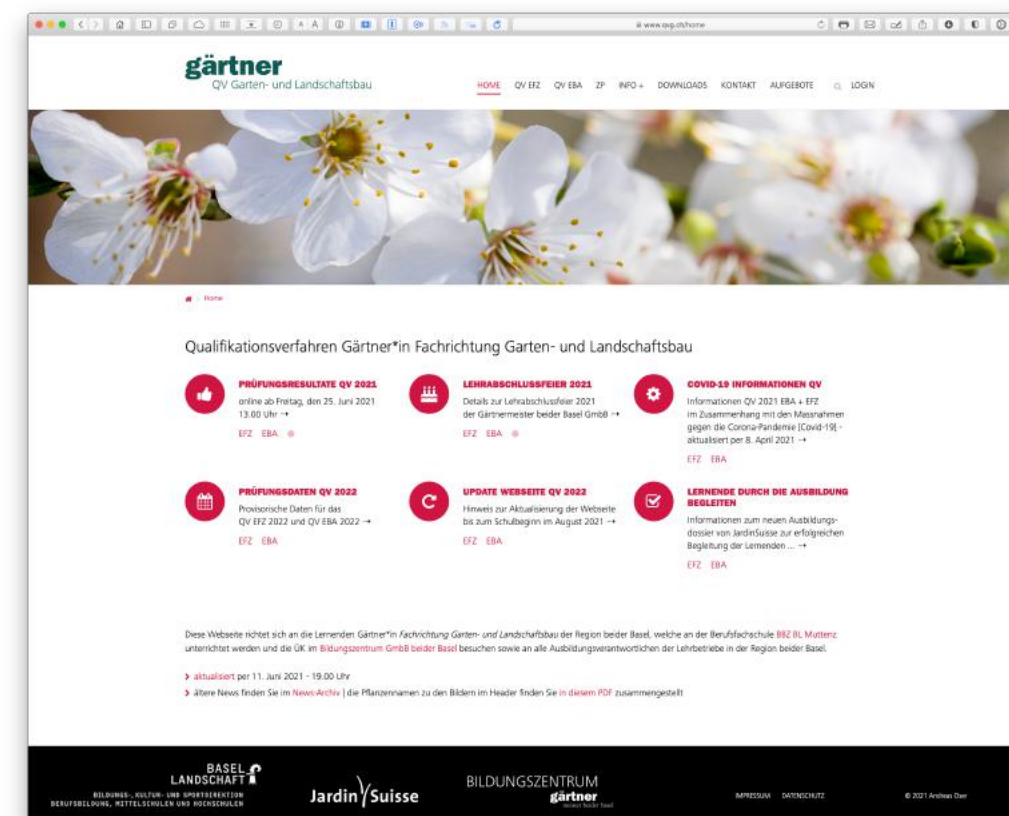 www.qvg.ch/home
gärtner
QV Garten- und Landschaftsbau
HOME QV EFZ QV EBA ZP INFO + DOWNLOADS KONTAKT AUFGEBOTE LOGIN
Home
Qualifikationsverfahren Gärtner*in Fachrichtung Garten- und Landschaftsbau
PRÜFUNGSRESULTATE QV 2021
online ab Freitag, den 25. Juni 2021
13.00 Uhr →
EFZ EBA
LEHRABSCHLUSSFEIER 2021
Details zur Lehrabschlussfeier 2021
der Gärtnermeister beider Basel GmbB →
EFZ EBA
COVID-19 INFORMATIONEN QV
Informationen QV 2021 EBA + EFZ
im Zusammenhang mit den Massnahmen
gegen die Corona-Pandemie [Covid-19] -
aktualisiert per 8. April 2021 →
EFZ EBA
PRÜFUNGSDATEN QV 2022
Provisorische Daten für das
QV EFZ 2022 und QV EBA 2022 →
EFZ EBA
UPDATE WEBSEITE QV 2022
Hinweis zur Aktualisierung der Webseite
bis zum Schulbeginn im August 2021 →
EFZ EBA
LERNENDE DURCH DIE AUSBILDUNG
BEGLEITEN
Informationen zum neuen Ausbildungs-
dossier von JardinSuisse zur erfolgreichen
Begleitung der Lernenden ... →
EFZ EBA
Diese Webseite richtet sich an die Lernenden Gärtner*in Fachrichtung Garten- und Landschaftsbau der Region beider Basel, welche an der Berufsfachschule BBZ BL Muttenz
unterrichtet werden und die ÜK im Bildungszentrum GmbB beider Basel besuchen sowie an alle Ausbildungsverantwortlichen der Lehrbetriebe in der Region beider Basel.
aktualisiert per 11. Juni 2021 - 19.00 Uhr
ältere News finden Sie im News-Archiv | die Pflanzennamen zu den Bildern im Header finden Sie in diesem PDF zusammengestellt
BASEL
LANDSCHAFT
BILDUNGS-, KULTUR- UND SPORTDIREKTION
BERUFSBILDUNG, MITTELSCHULEN UND HOCHSCHULEN
Jardin Suisse
BILDUNGSZENTRUM
gärtner
meister beider basel
IMPRESSUM DATENSCHUTZ
© 2021 Andreas